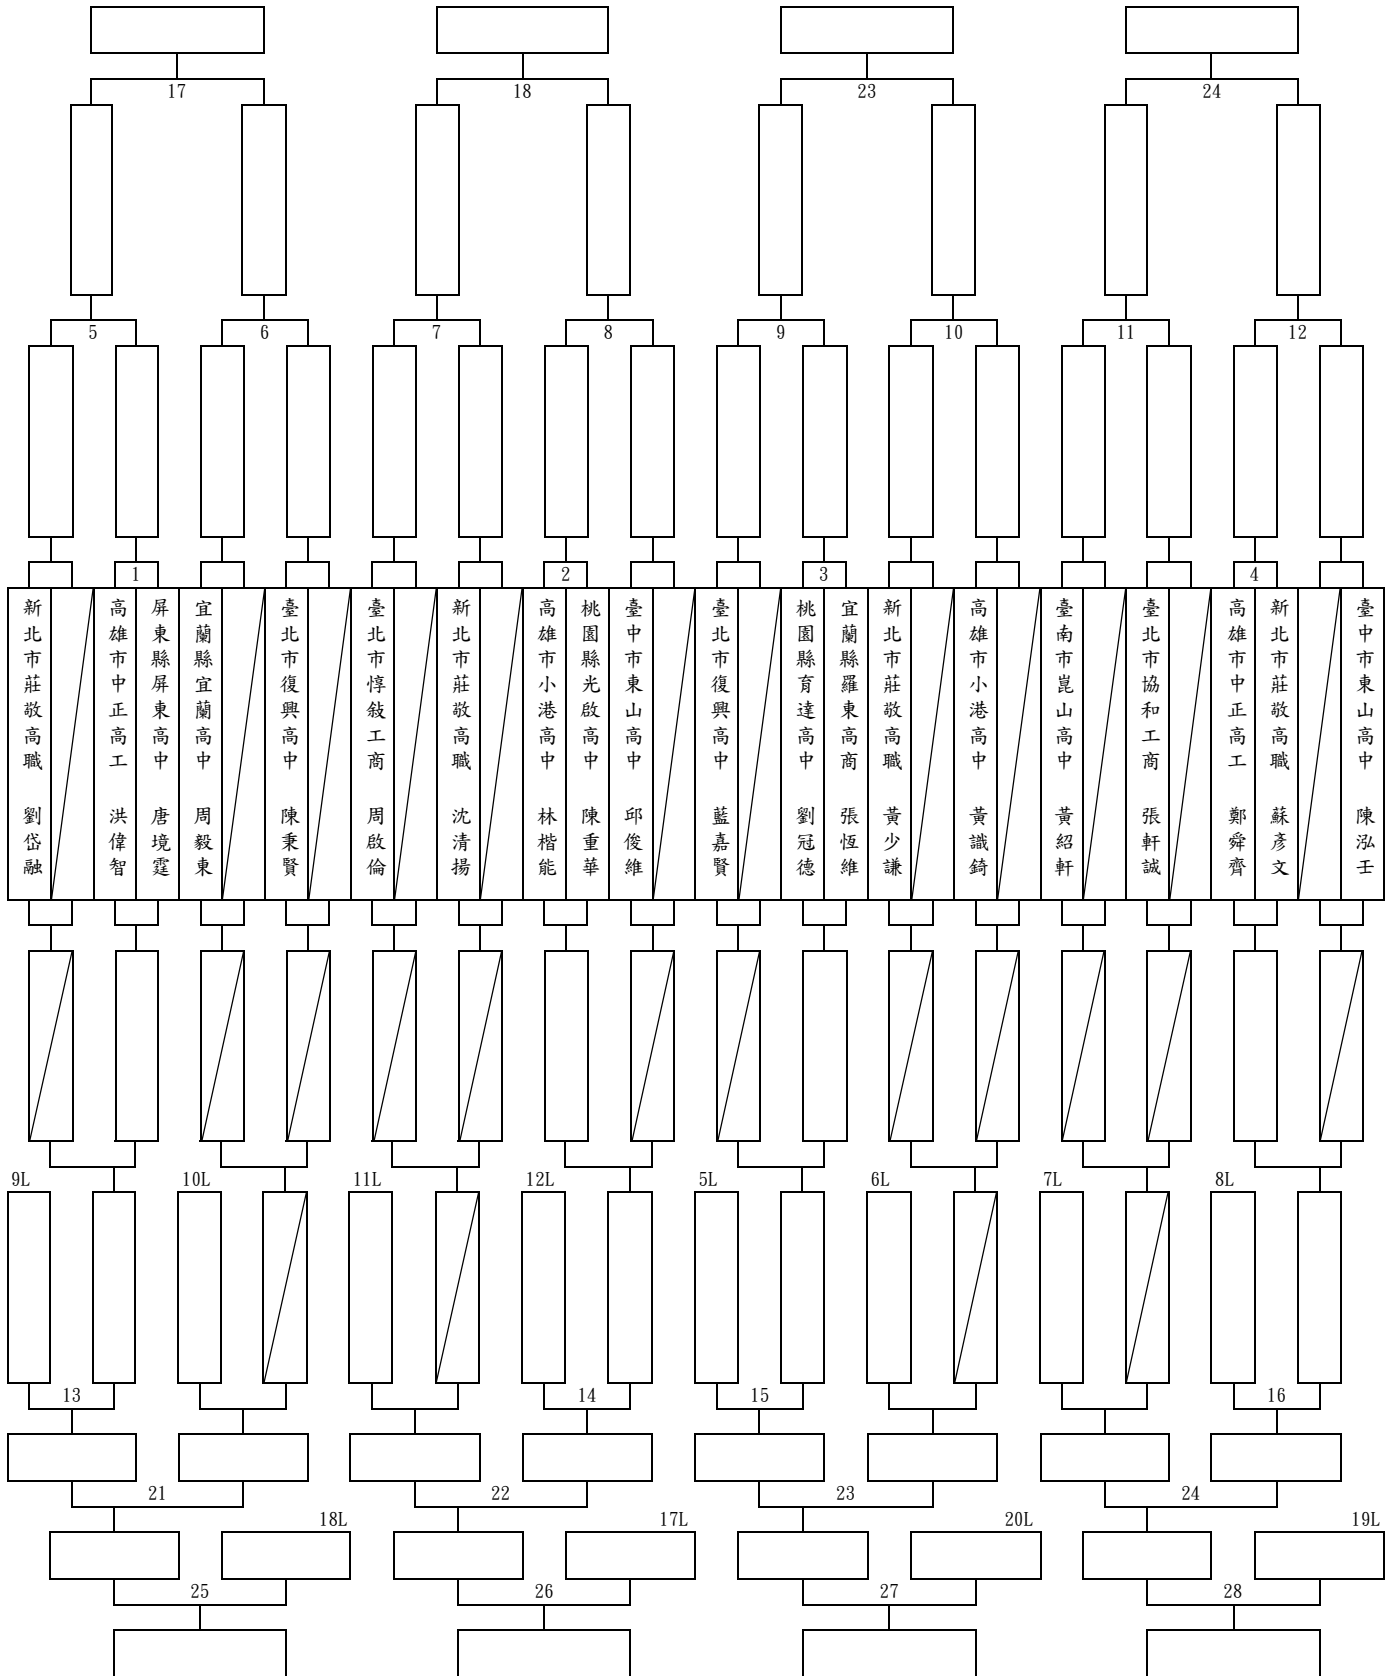 17 18 23 24
5 6 7 8 9 10 11 12
1 2 3 4
新北市莊敬高職 劉岱融
高雄市中正高工 洪偉智
屏東縣屏東高中 唐境霆
宜蘭縣宜蘭高中 周毅東
臺北市復興高中 陳秉賢
臺北市惇敍工商 周啟倫
新北市莊敬高職 沈清揚
高雄市小港高中 林楷能
桃園縣光啟高中 陳重華
臺中市東山高中 邱俊維
臺北市復興高中 藍嘉賢
桃園縣育達高中 劉冠德
宜蘭縣羅東高商 張恆維
新北市莊敬高職 黃少謙
高雄市小港高中 黃識錡
臺南市崑山高中 黃紹軒
臺北市協和工商 張軒誠
高雄市中正高工 鄭舜齊
新北市莊敬高職 蘇彥文
臺中市東山高中 陳泓壬
9L 10L 11L 12L 5L 6L 7L 8L
13 14 15 16
21 22 23 24
18L 17L 20L 19L
25 26 27 28